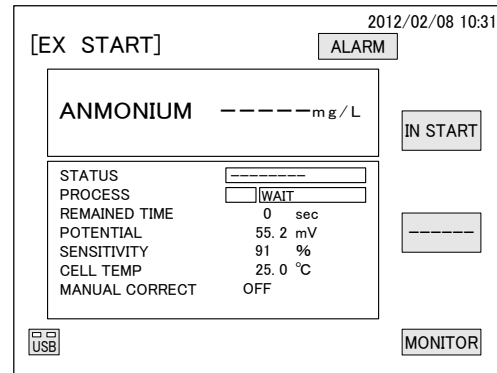 2012/02/08 10:31
[EX START]
ALARM
ANMONIUM -----mg/L
IN START
STATUS --------
PROCESS WAIT
REMAINED TIME 0 sec
POTENTIAL 55.2 mV
------
SENSITIVITY 91 %
CELL TEMP 25.0 ℃
MANUAL CORRECT OFF
USB
MONITOR